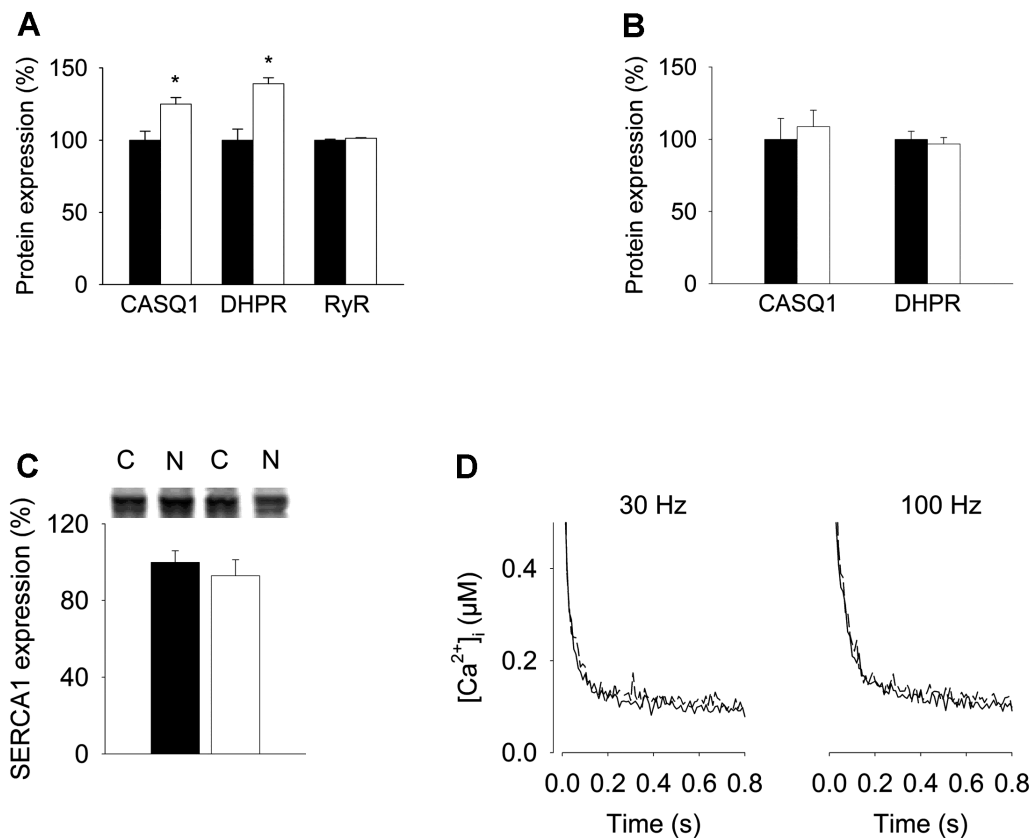 A
Protein expression (%)
150
100
50
0
*
*
CASQ1 DHPR RyR
B
Protein expression (%)
150
100
50
0
CASQ1 DHPR
C
C N C N
SERCA1 expression (%)
120
80
40
0
D
30 Hz
100 Hz
[Ca²⁺]ᵢ (µM)
0.4
0.2
0.0
0.0 0.2 0.4 0.6 0.8
Time (s)
0.0 0.2 0.4 0.6 0.8
Time (s)